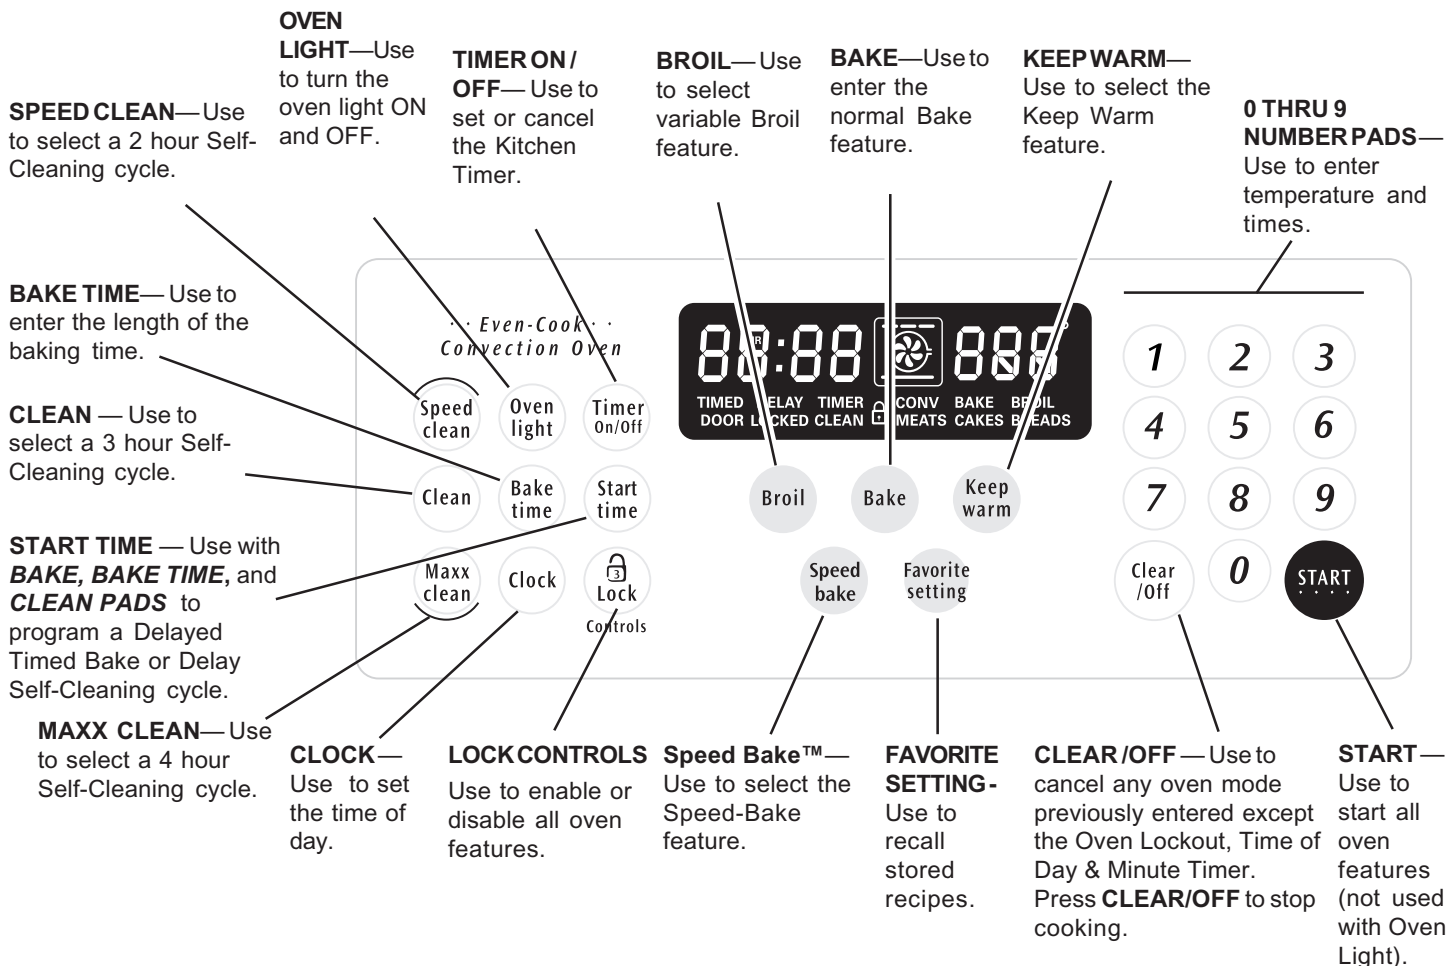 OVEN
LIGHT—Use
to turn the
oven light ON
and OFF.
TIMER ON /
OFF— Use to
set or cancel
the Kitchen
Timer.
BROIL— Use
to select
variable Broil
feature.
BAKE—Use to
enter the
normal Bake
feature.
KEEP WARM—
Use to select the
Keep Warm
feature.
0 THRU 9
NUMBER PADS—
Use to enter
temperature and
times.
SPEED CLEAN— Use
to select a 2 hour Self-
Cleaning cycle.
BAKE TIME— Use to
enter the length of the
baking time.
CLEAN — Use to
select a 3 hour Self-
Cleaning cycle.
START TIME — Use with
BAKE, BAKE TIME, and
CLEAN PADS to
program a Delayed
Timed Bake or Delay
Self-Cleaning cycle.
MAXX CLEAN— Use
to select a 4 hour
Self-Cleaning cycle.
· · Even-Cook · ·
Convection Oven
Speed
clean
Oven
light
Timer
On/Off
Clean
Bake
time
Start
time
Maxx
clean
Clock
3
Lock
Controls
88:88 888°
TIMED DELAY TIMER CONV BAKE BROIL
DOOR LOCKED CLEAN MEATS CAKES BREADS
Broil
Bake
Keep
warm
Speed
bake
Favorite
setting
1 2 3
4 5 6
7 8 9
Clear
/Off
0
START
CLOCK —
Use to set
the time of
day.
LOCK CONTROLS
Use to enable or
disable all oven
features.
Speed Bake™—
Use to select the
Speed-Bake
feature.
FAVORITE
SETTING-
Use to
recall
stored
recipes.
CLEAR /OFF — Use to
cancel any oven mode
previously entered except
the Oven Lockout, Time of
Day & Minute Timer.
Press CLEAR/OFF to stop
cooking.
START—
Use to
start all
oven
features
(not used
with Oven
Light).